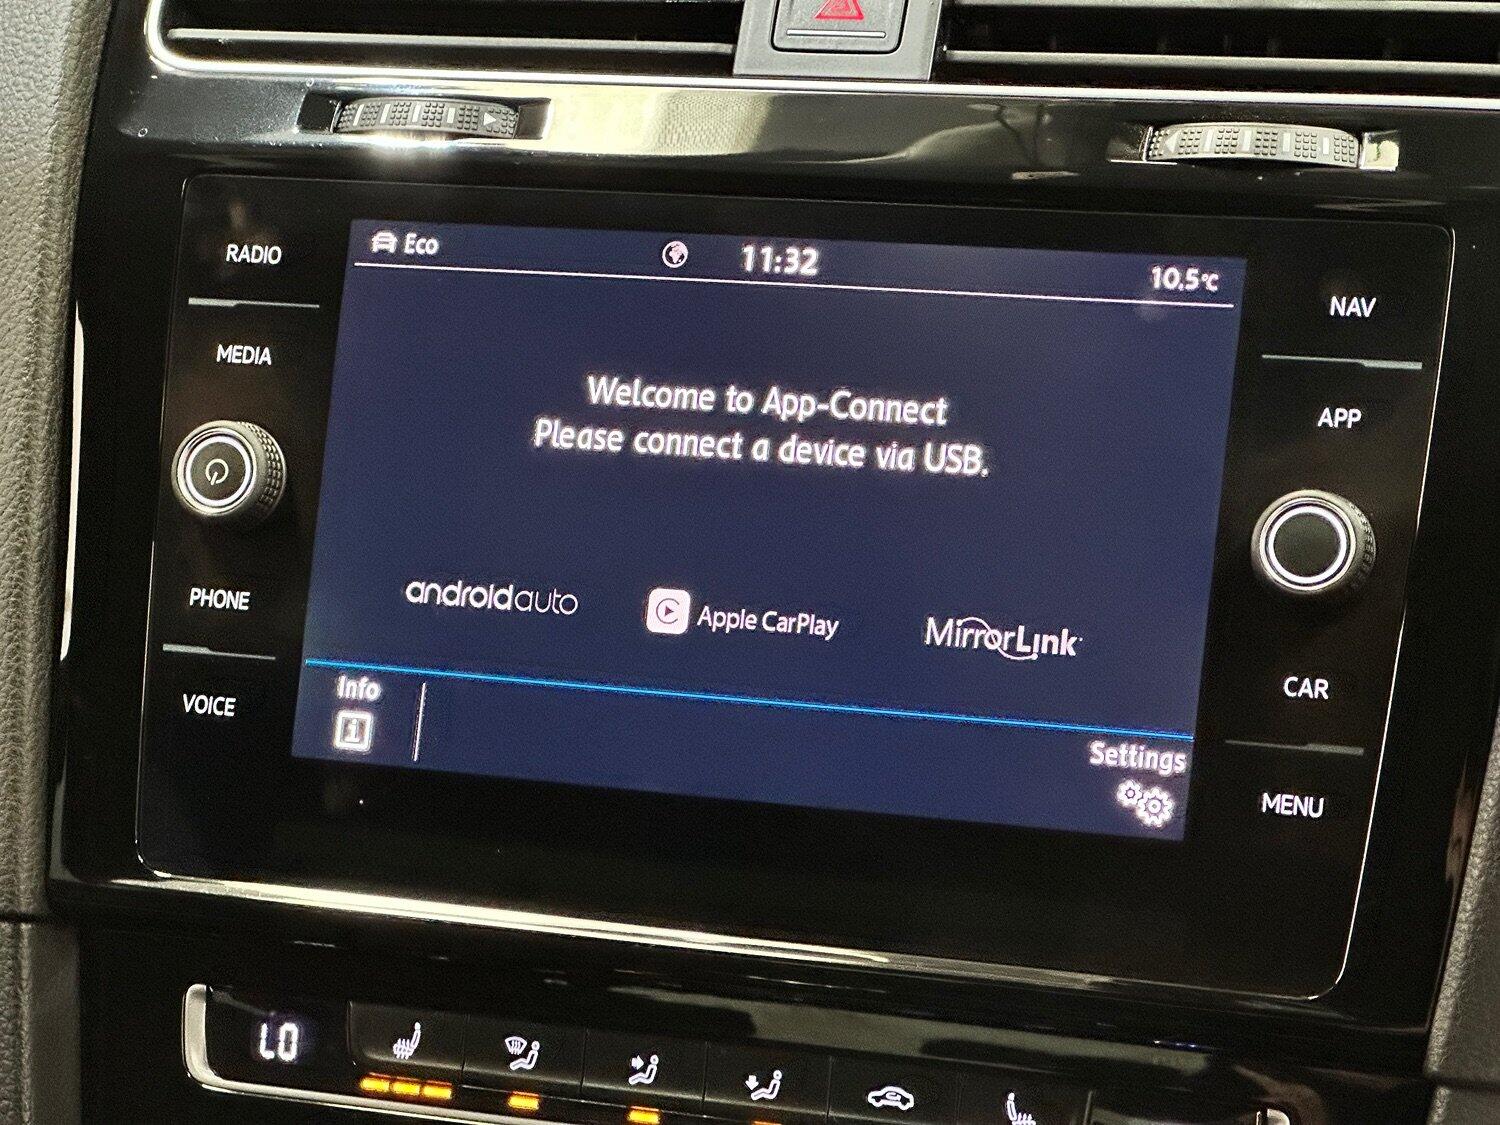 RADIO
MEDIA
PHONE
VOICE
Eco
11:32
10.5°C
Welcome to App-Connect
Please connect a device via USB.
androidauto
Apple CarPlay
MirrorLink
Info
i
Settings
NAV
APP
CAR
MENU
LO